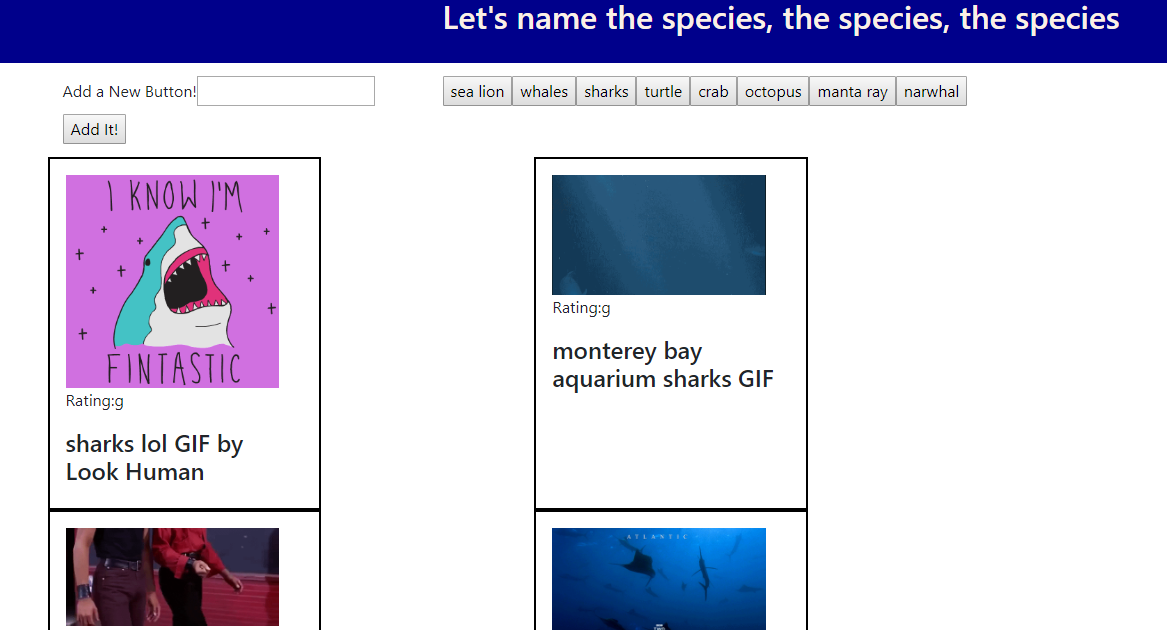 Let's name the species, the species, the species
Add a New Button!
sea lion whales sharks turtle crab octopus manta ray narwhal
Add It!
I KNOW I'M
FINTASTIC
Rating:g
sharks lol GIF by
Look Human
Rating:g
monterey bay
aquarium sharks GIF
ATLANTIC